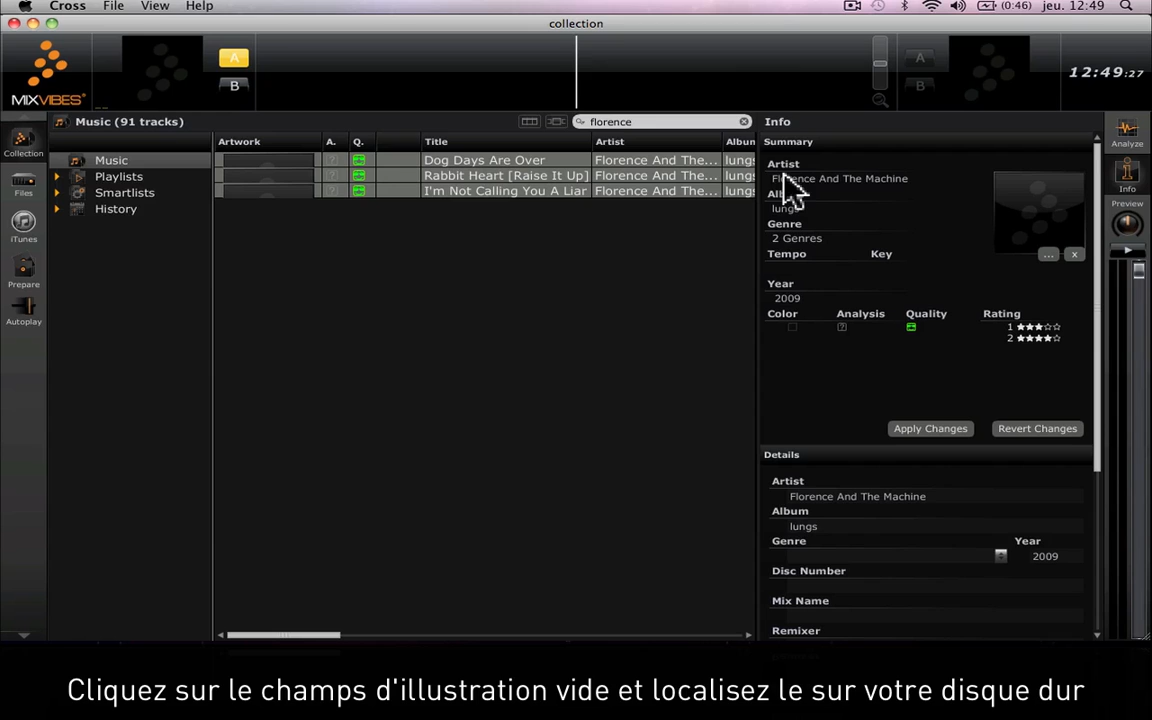 Cross File View Help (0:46) jeu. 12:49
collection
A A
B B
MIXVIBES 12:49:27
Music (91 tracks) florence Info
Artwork A. Q. Title Artist Album Summary
Collection Music Dog Days Are Over Florence And The... lungs Artist Analyze
Playlists Rabbit Heart [Raise It Up] Florence And The... lungs Florence And The Machine
Files Smartlists I'm Not Calling You A Liar Florence And The... lungs Album Info
History lungs Preview
iTunes Genre
2 Genres
Tempo Key
... x
Prepare Year
2009
Autoplay Color Analysis Quality Rating
? 1 ★★★☆☆
2 ★★★★☆
Apply Changes Revert Changes
Details
Artist
Florence And The Machine
Album
lungs
Genre Year
2009
Disc Number
Mix Name
Remixer
Cliquez sur le champs d'illustration vide et localisez le sur votre disque dur